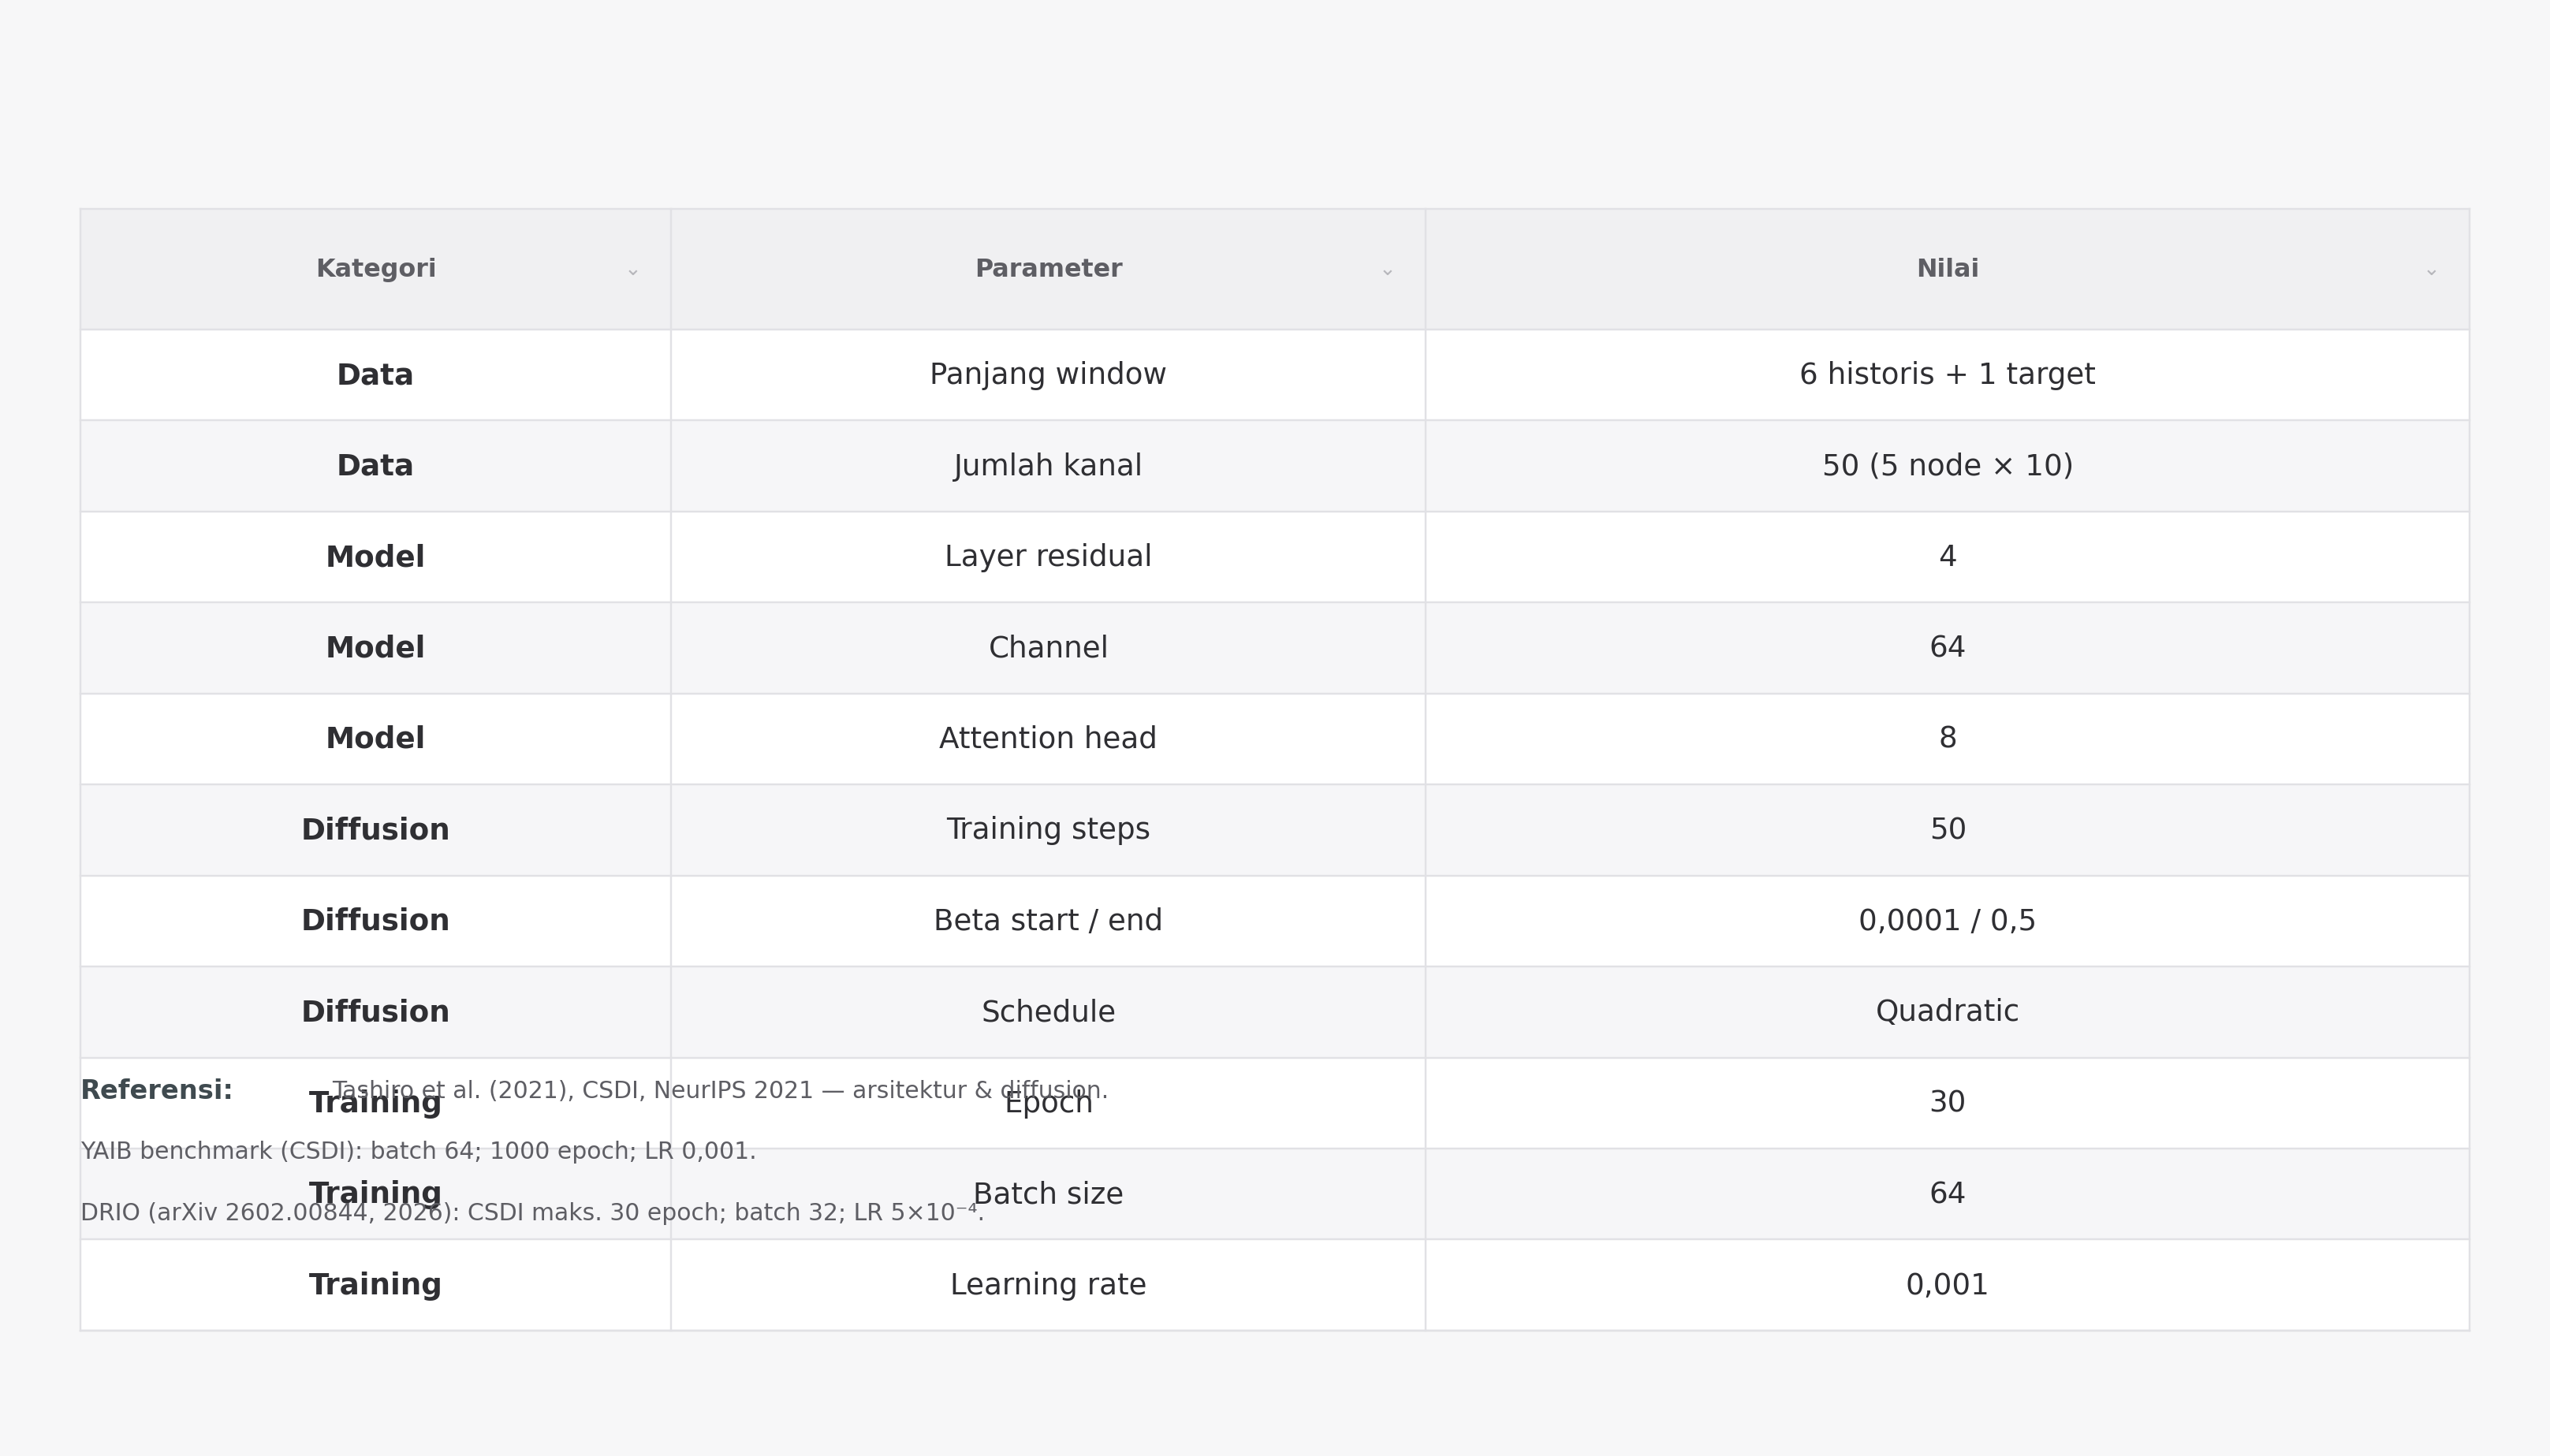 Kategori Parameter Nilai
Data Panjang window 6 historis + 1 target
Data Jumlah kanal 50 (5 node × 10)
Model Layer residual 4
Model Channel 64
Model Attention head 8
Diffusion Training steps 50
Diffusion Beta start / end 0,0001 / 0,5
Diffusion Schedule Quadratic
Referensi: Tashiro et al. (2021), CSDI, NeurIPS 2021 — arsitektur & diffusion.
Training Epoch 30
YAIB benchmark (CSDI): batch 64; 1000 epoch; LR 0,001.
Training Batch size 64
DRIO (arXiv 2602.00844, 2026): CSDI maks. 30 epoch; batch 32; LR 5×10⁻⁴.
Training Learning rate 0,001